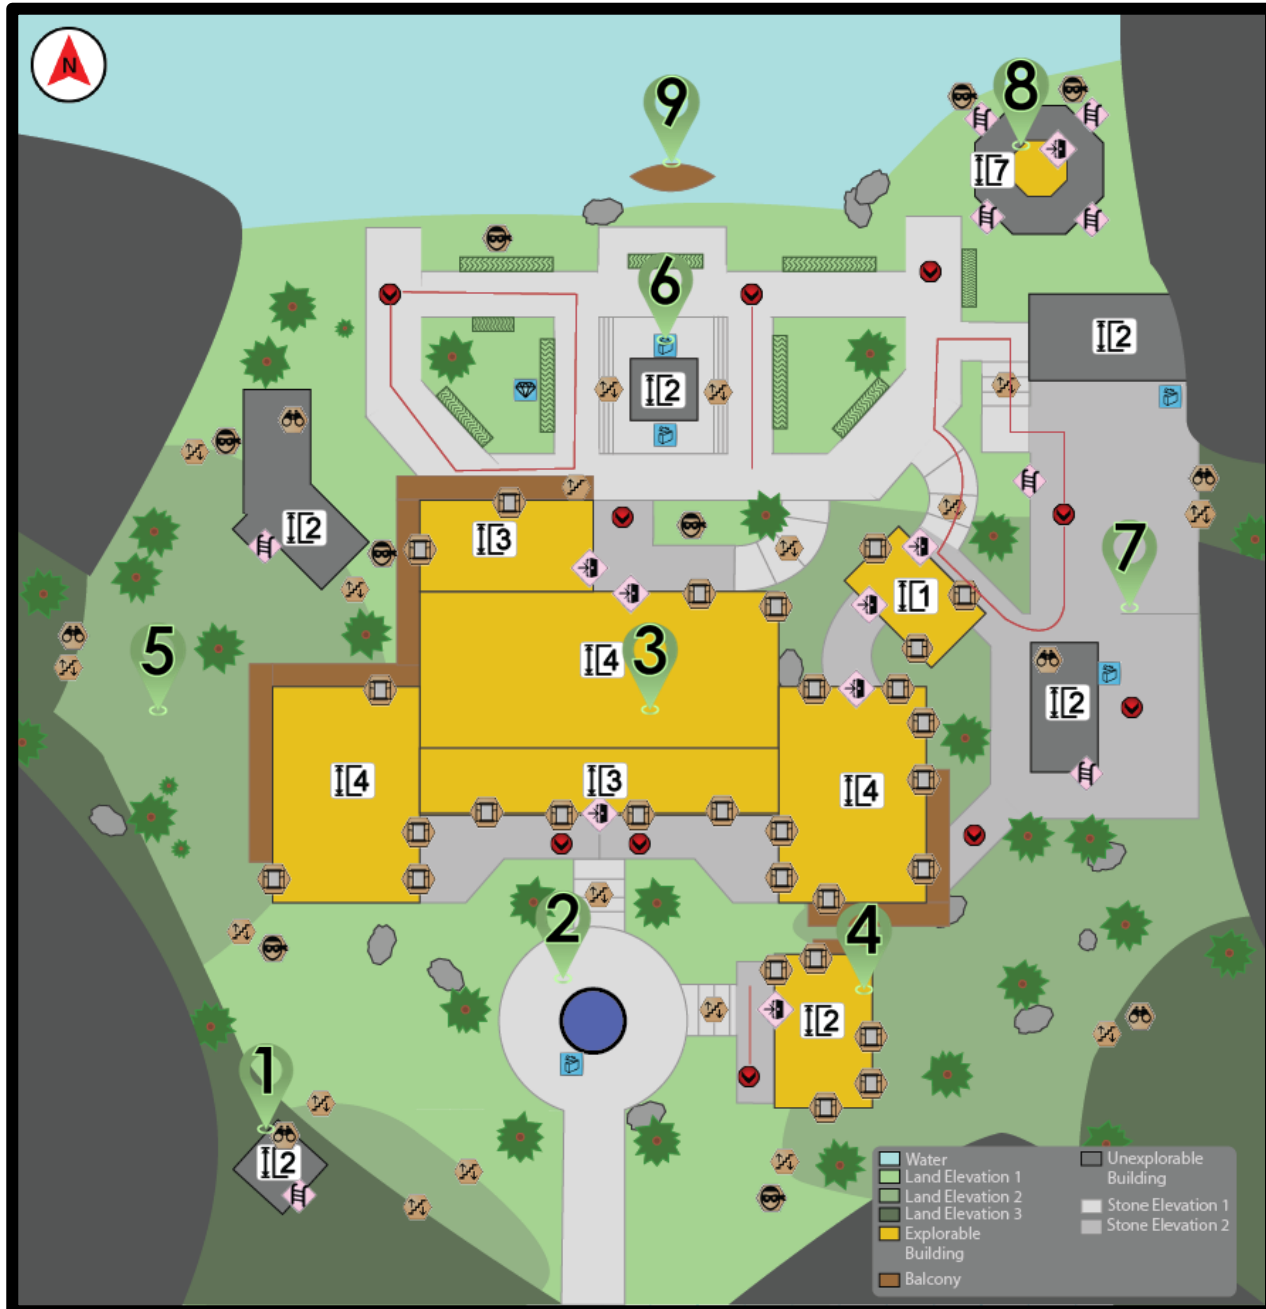 N
9
8
7
6
2
2
2
3
1
7
5
4
3
2
4
3
4
2
4
2
1
2
Water
Land Elevation 1
Land Elevation 2
Land Elevation 3
Explorable
Building
Balcony
Unexplorable
Building
Stone Elevation 1
Stone Elevation 2